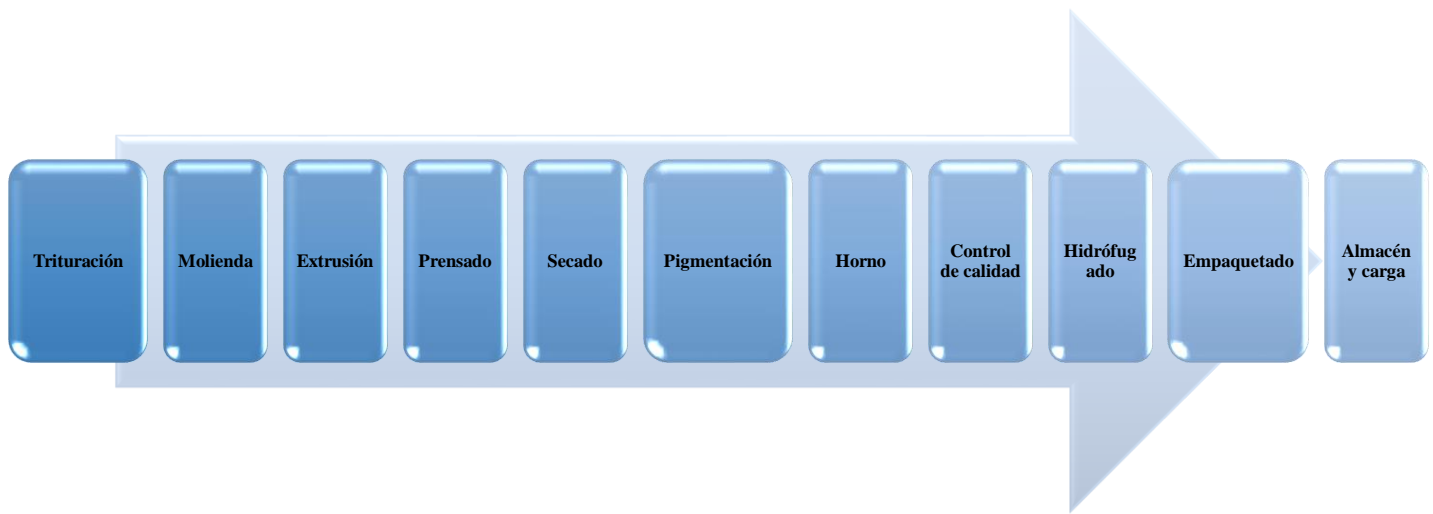 Trituración
Molienda
Extrusión
Prensado
Secado
Pigmentación
Horno
Control
de calidad
Hidrófug
ado
Empaquetado
Almacén
y carga